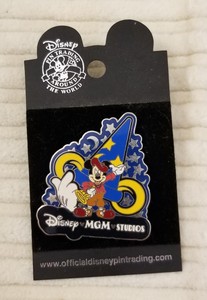 Disney
PIN TRADING
AROUND
THE WORLD
Disney MGM STUDIOS
www.officialdisneypintrading.com